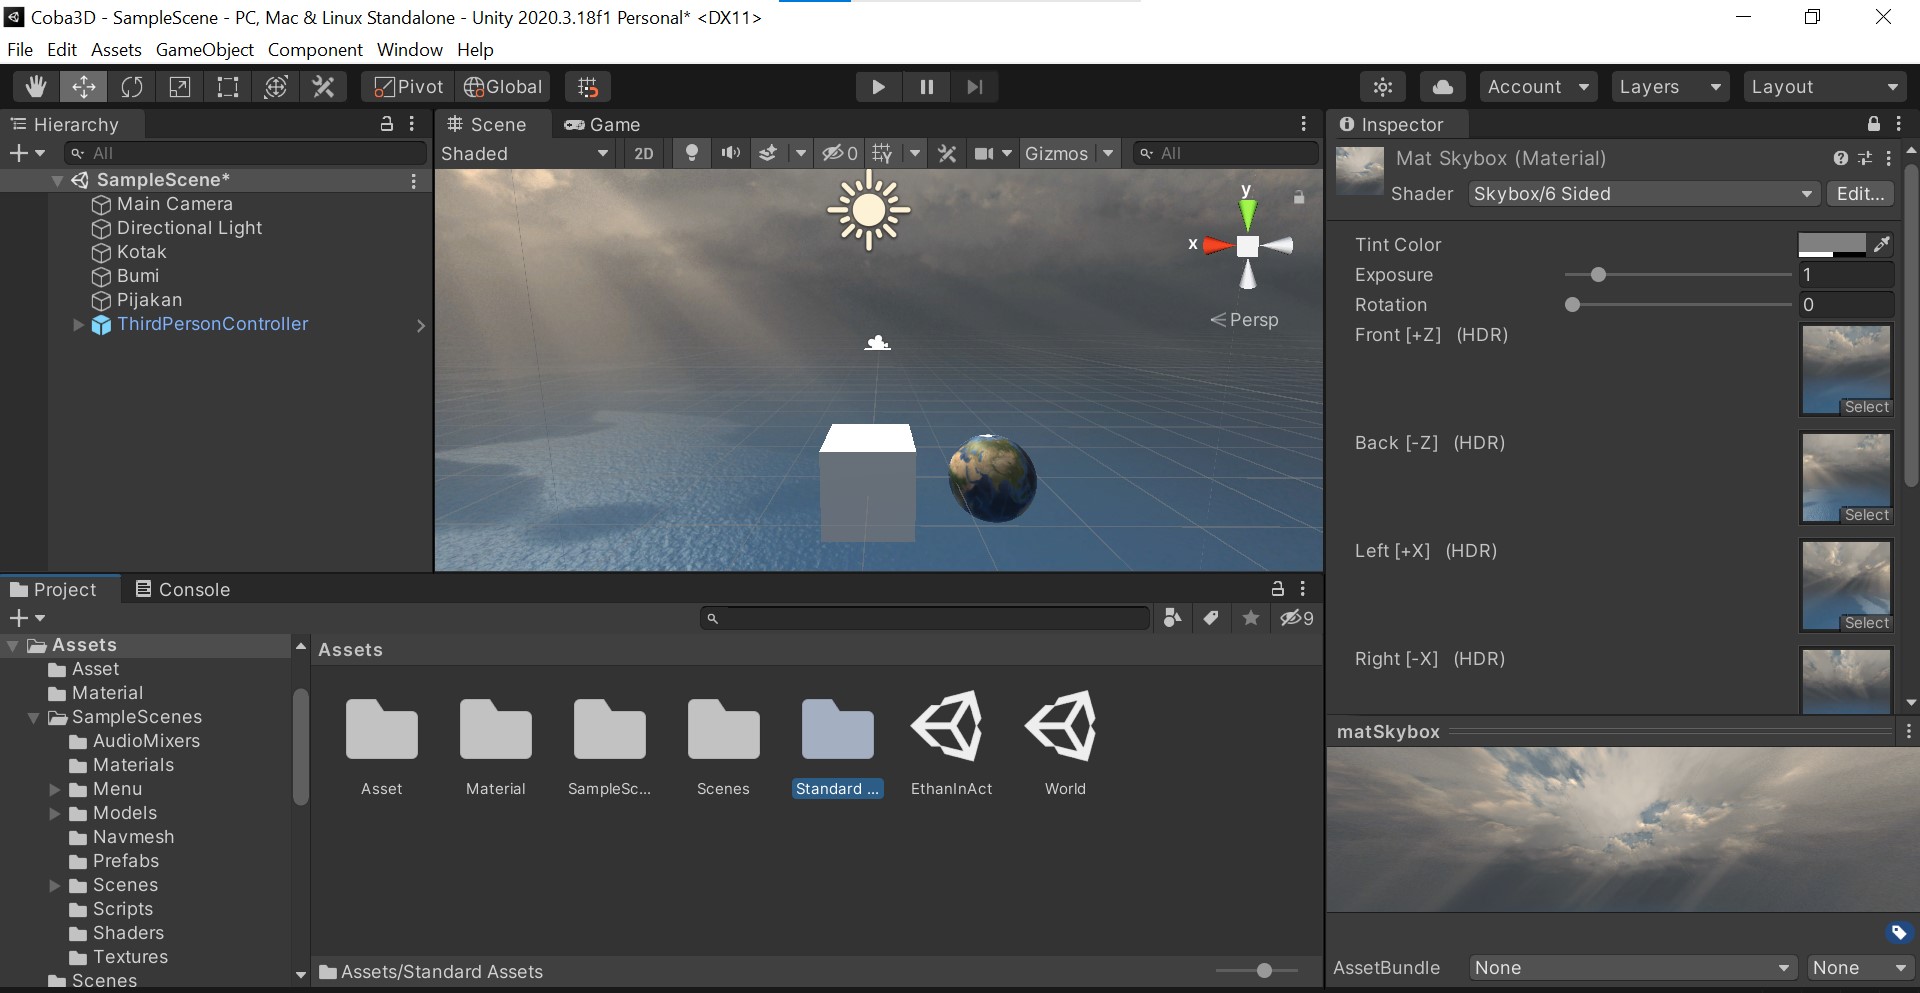 Coba3D - SampleScene - PC, Mac & Linux Standalone - Unity 2020.3.18f1 Personal* <DX11>
File Edit Assets GameObject Component Window Help
Pivot Global Account Layers Layout
Hierarchy
All
SampleScene*
Main Camera
Directional Light
Kotak
Bumi
Pijakan
ThirdPersonController
Scene Game
Shaded 2D 0 Gizmos All
y
x
Persp
Inspector
Mat Skybox (Material)
Shader Skybox/6 Sided Edit...
Tint Color
Exposure 1
Rotation 0
Front [+Z] (HDR)
Select
Back [-Z] (HDR)
Select
Left [+X] (HDR)
Select
Right [-X] (HDR)
Project Console
9
Assets
Asset
Material
SampleScenes
AudioMixers
Materials
Menu
Models
Navmesh
Prefabs
Scenes
Scripts
Shaders
Textures
Scenes
Assets
Asset Material SampleSc... Scenes Standard ... EthanInAct World
Assets/Standard Assets
matSkybox
AssetBundle None None